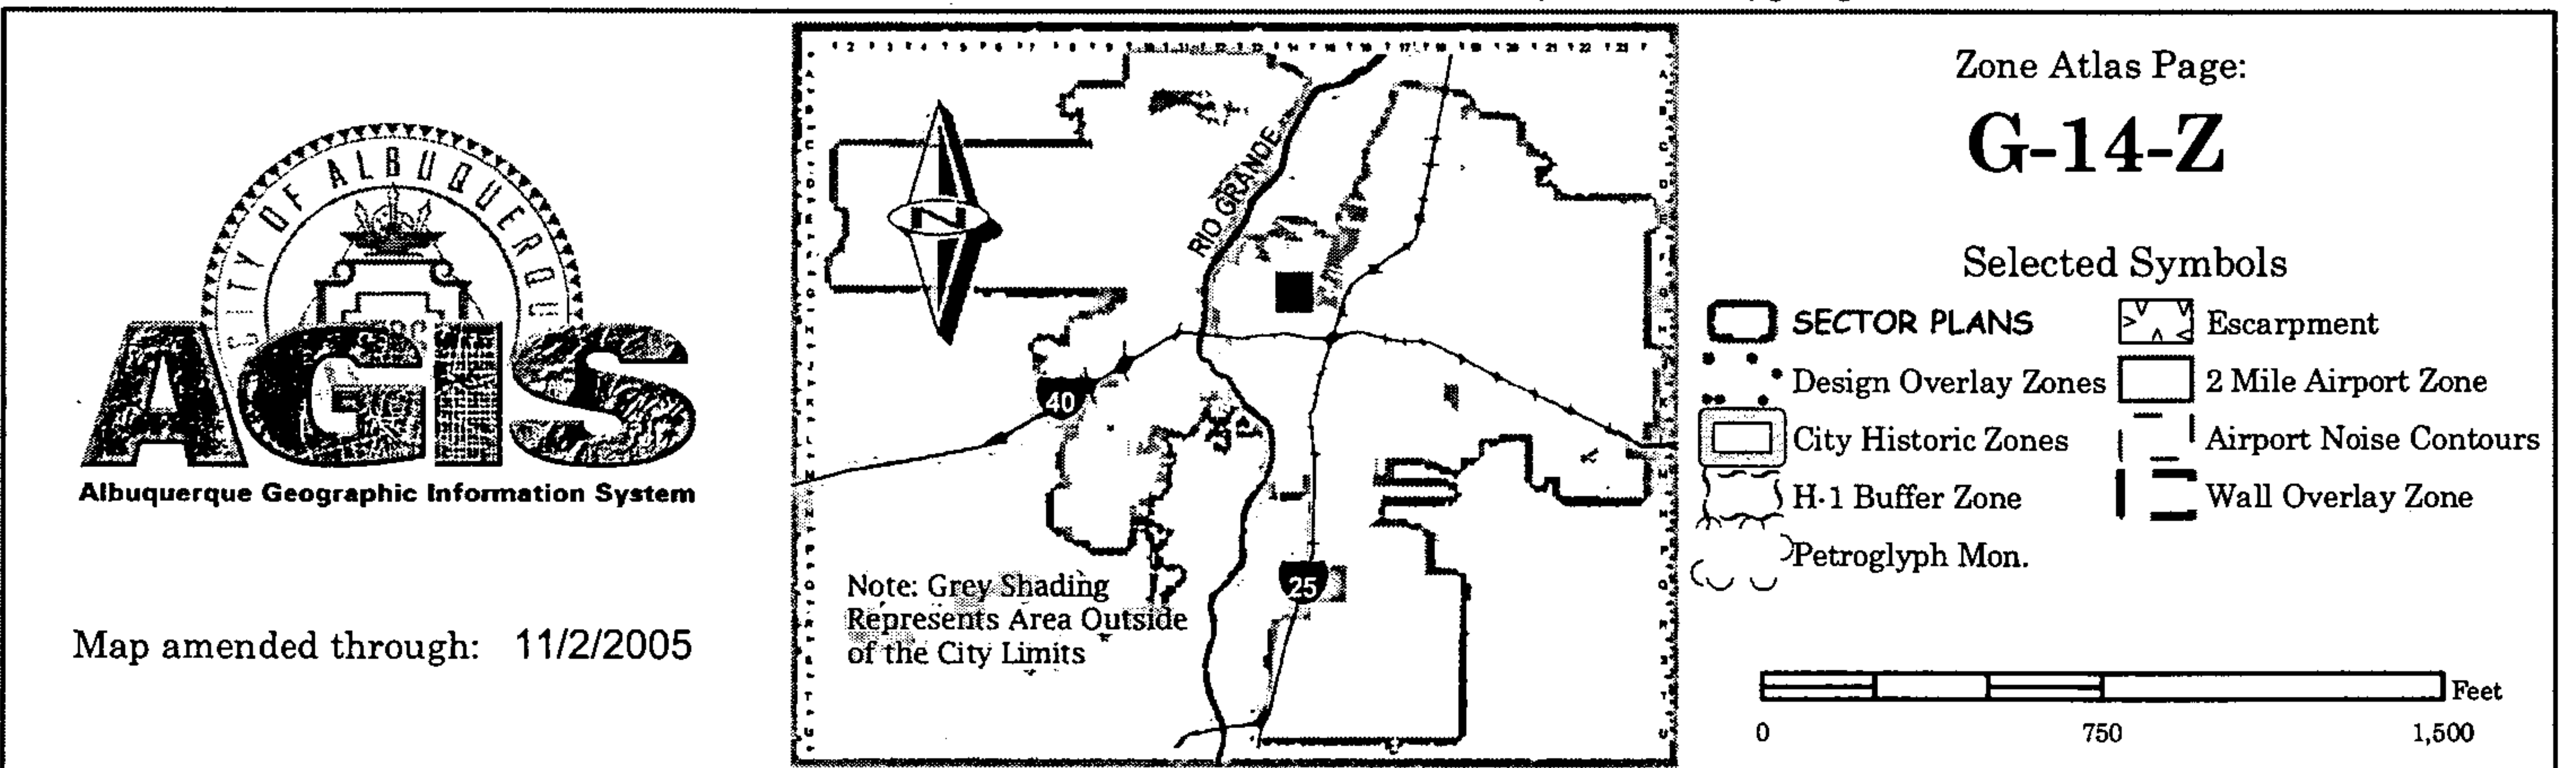 CITY OF ALBUQUERQUE
AGIS
Albuquerque Geographic Information System
Map amended through: 11/2/2005
RIO GRANDE
N
40
25
Note: Grey Shading
Represents Area Outside
of the City Limits
Zone Atlas Page:
G-14-Z
Selected Symbols
SECTOR PLANS
Design Overlay Zones
City Historic Zones
H-1 Buffer Zone
Petroglyph Mon.
Escarpment
2 Mile Airport Zone
Airport Noise Contours
Wall Overlay Zone
Feet
0 750 1,500